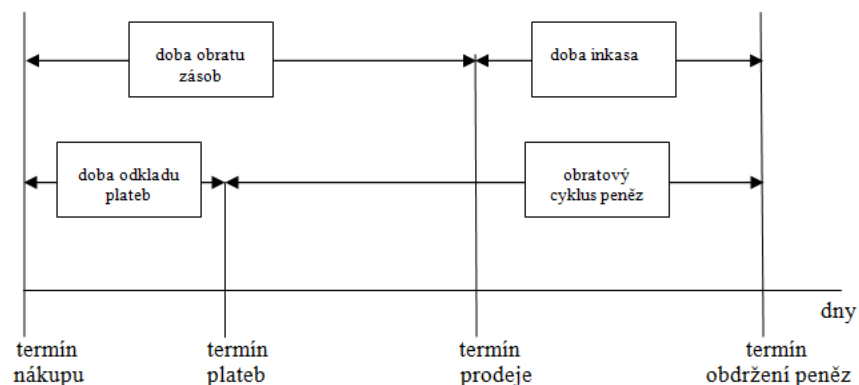 doba obratu
zásob
doba inkasa
doba odkladu
plateb
obratový
cyklus peněz
dny
termín
nákupu
termín
plateb
termín
prodeje
termín
obdržení peněz